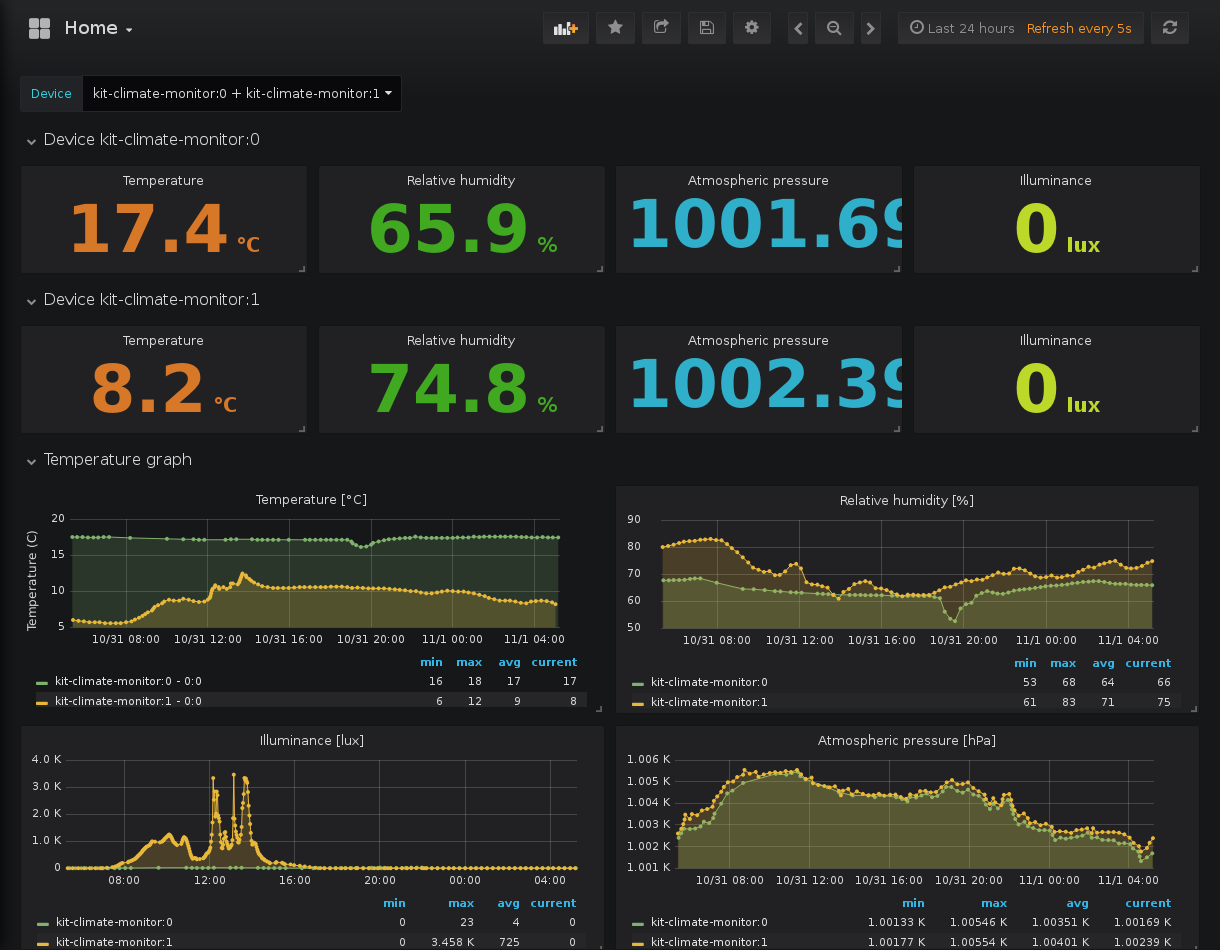 Home
Last 24 hours Refresh every 5s
Device kit-climate-monitor:0 + kit-climate-monitor:1
Device kit-climate-monitor:0
Temperature Relative humidity Atmospheric pressure Illuminance
17.4 °C 65.9 % 1001.69 0 lux
Device kit-climate-monitor:1
Temperature Relative humidity Atmospheric pressure Illuminance
8.2 °C 74.8 % 1002.39 0 lux
Temperature graph
Temperature [°C]
Temperature (C)
20
15
10
5
10/31 08:00 10/31 12:00 10/31 16:00 10/31 20:00 11/1 00:00 11/1 04:00
min max avg current
kit-climate-monitor:0 - 0:0 16 18 17 17
kit-climate-monitor:1 - 0:0 6 12 9 8
Relative humidity [%]
90
80
70
60
50
10/31 08:00 10/31 12:00 10/31 16:00 10/31 20:00 11/1 00:00 11/1 04:00
min max avg current
kit-climate-monitor:0 53 68 64 66
kit-climate-monitor:1 61 83 71 75
Illuminance [lux]
4.0 K
3.0 K
2.0 K
1.0 K
0
08:00 12:00 16:00 20:00 00:00 04:00
min max avg current
kit-climate-monitor:0 0 23 4 0
kit-climate-monitor:1 0 3.458 K 725 0
Atmospheric pressure [hPa]
1.006 K
1.005 K
1.004 K
1.003 K
1.002 K
1.001 K
10/31 08:00 10/31 12:00 10/31 16:00 10/31 20:00 11/1 00:00 11/1 04:00
min max avg current
kit-climate-monitor:0 1.00133 K 1.00546 K 1.00351 K 1.00169 K
kit-climate-monitor:1 1.00177 K 1.00554 K 1.00401 K 1.00239 K